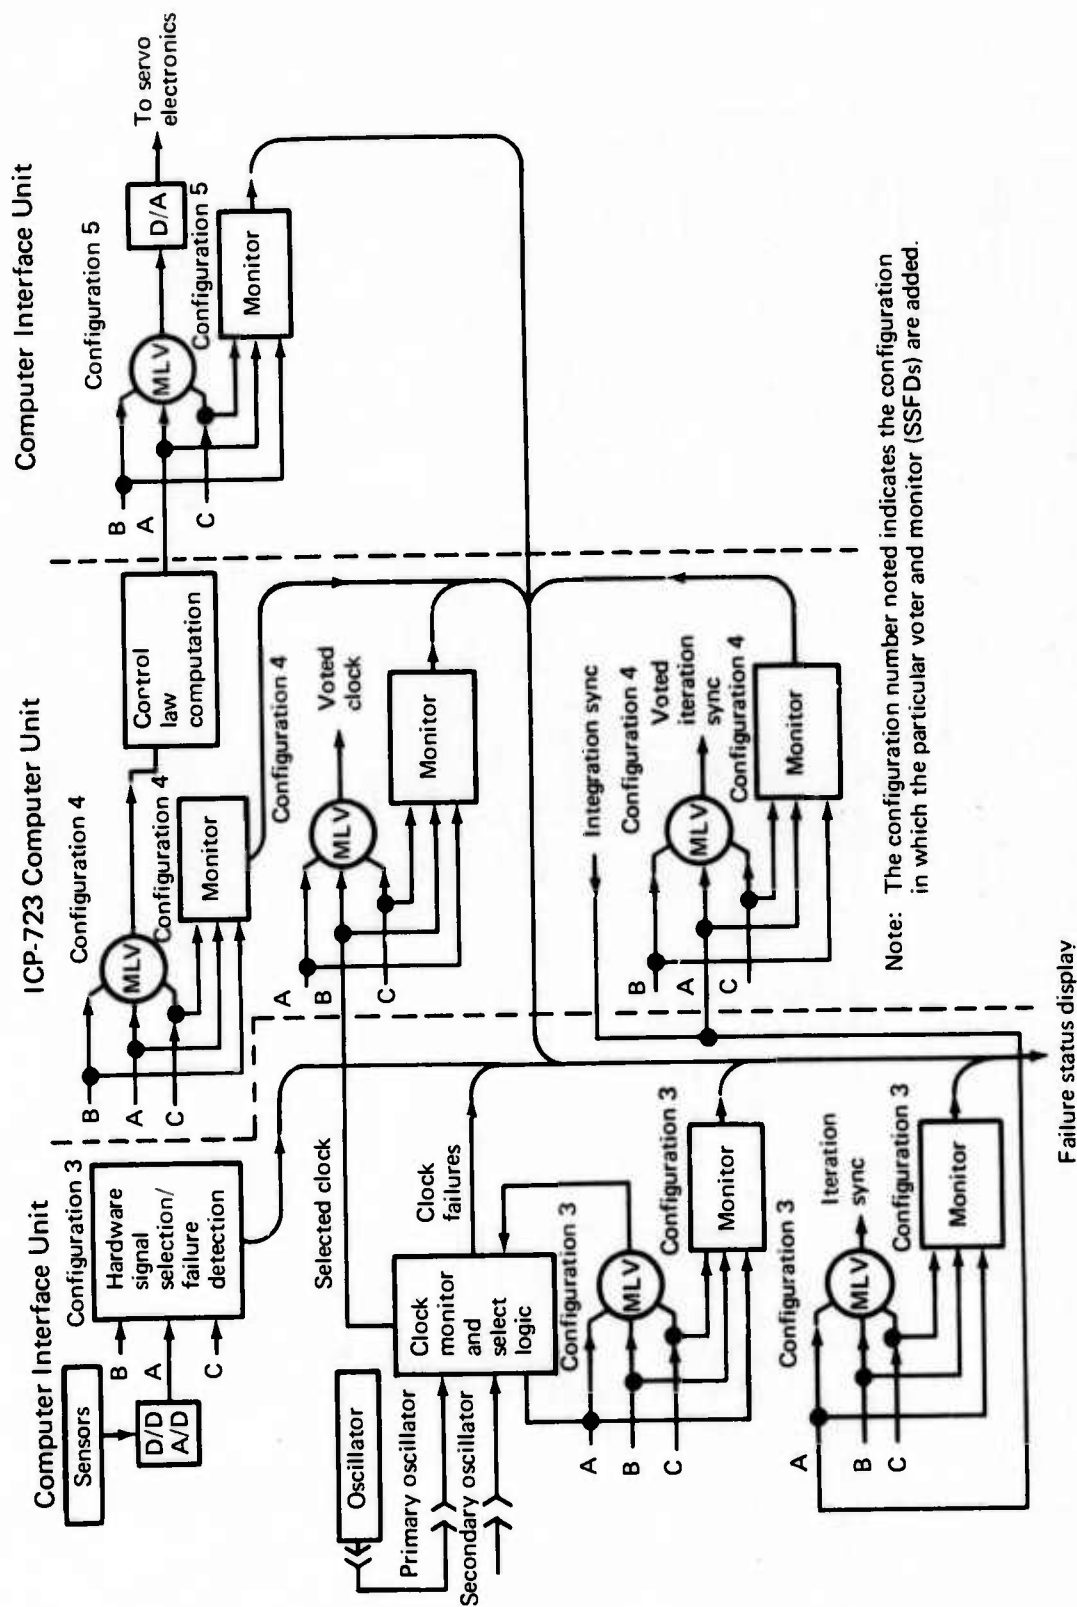 Computer Interface Unit
Sensors
D/D
A/D
B
A
C
Configuration 3
Hardware
signal
selection/
failure
detection
ICP-723 Computer Unit
B
A
C
MLV
Configuration 4
Configuration 4
Monitor
Control
law
computation
Computer Interface Unit
B
A
C
MLV
Configuration 5
D/A
Configuration 5
Monitor
To servo
electronics
Oscillator
Primary oscillator
Secondary oscillator
Clock
monitor
and
select
logic
Selected clock
Clock
failures
A
B
C
MLV
Configuration 4
Voted
clock
Monitor
A
B
C
Configuration 3
MLV
Configuration 3
Monitor
Integration sync
B
A
C
MLV
Configuration 4
Voted
iteration
sync
Configuration 4
Monitor
A
B
C
Configuration 3
MLV
Iteration
sync
Configuration 3
Monitor
Note: The configuration number noted indicates the configuration
in which the particular voter and monitor (SSFDs) are added.
Failure status display